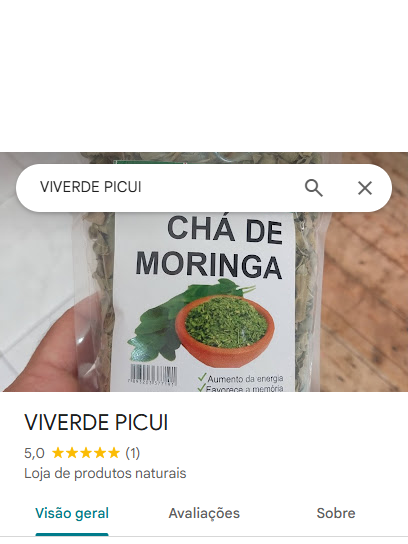 VIVERDE PICUI
CHÁ DE
MORINGA
✓Aumento da energia
✓Favorece a memória
VIVERDE PICUI
5,0 ★★★★★ (1)
Loja de produtos naturais
Visão geral Avaliações Sobre